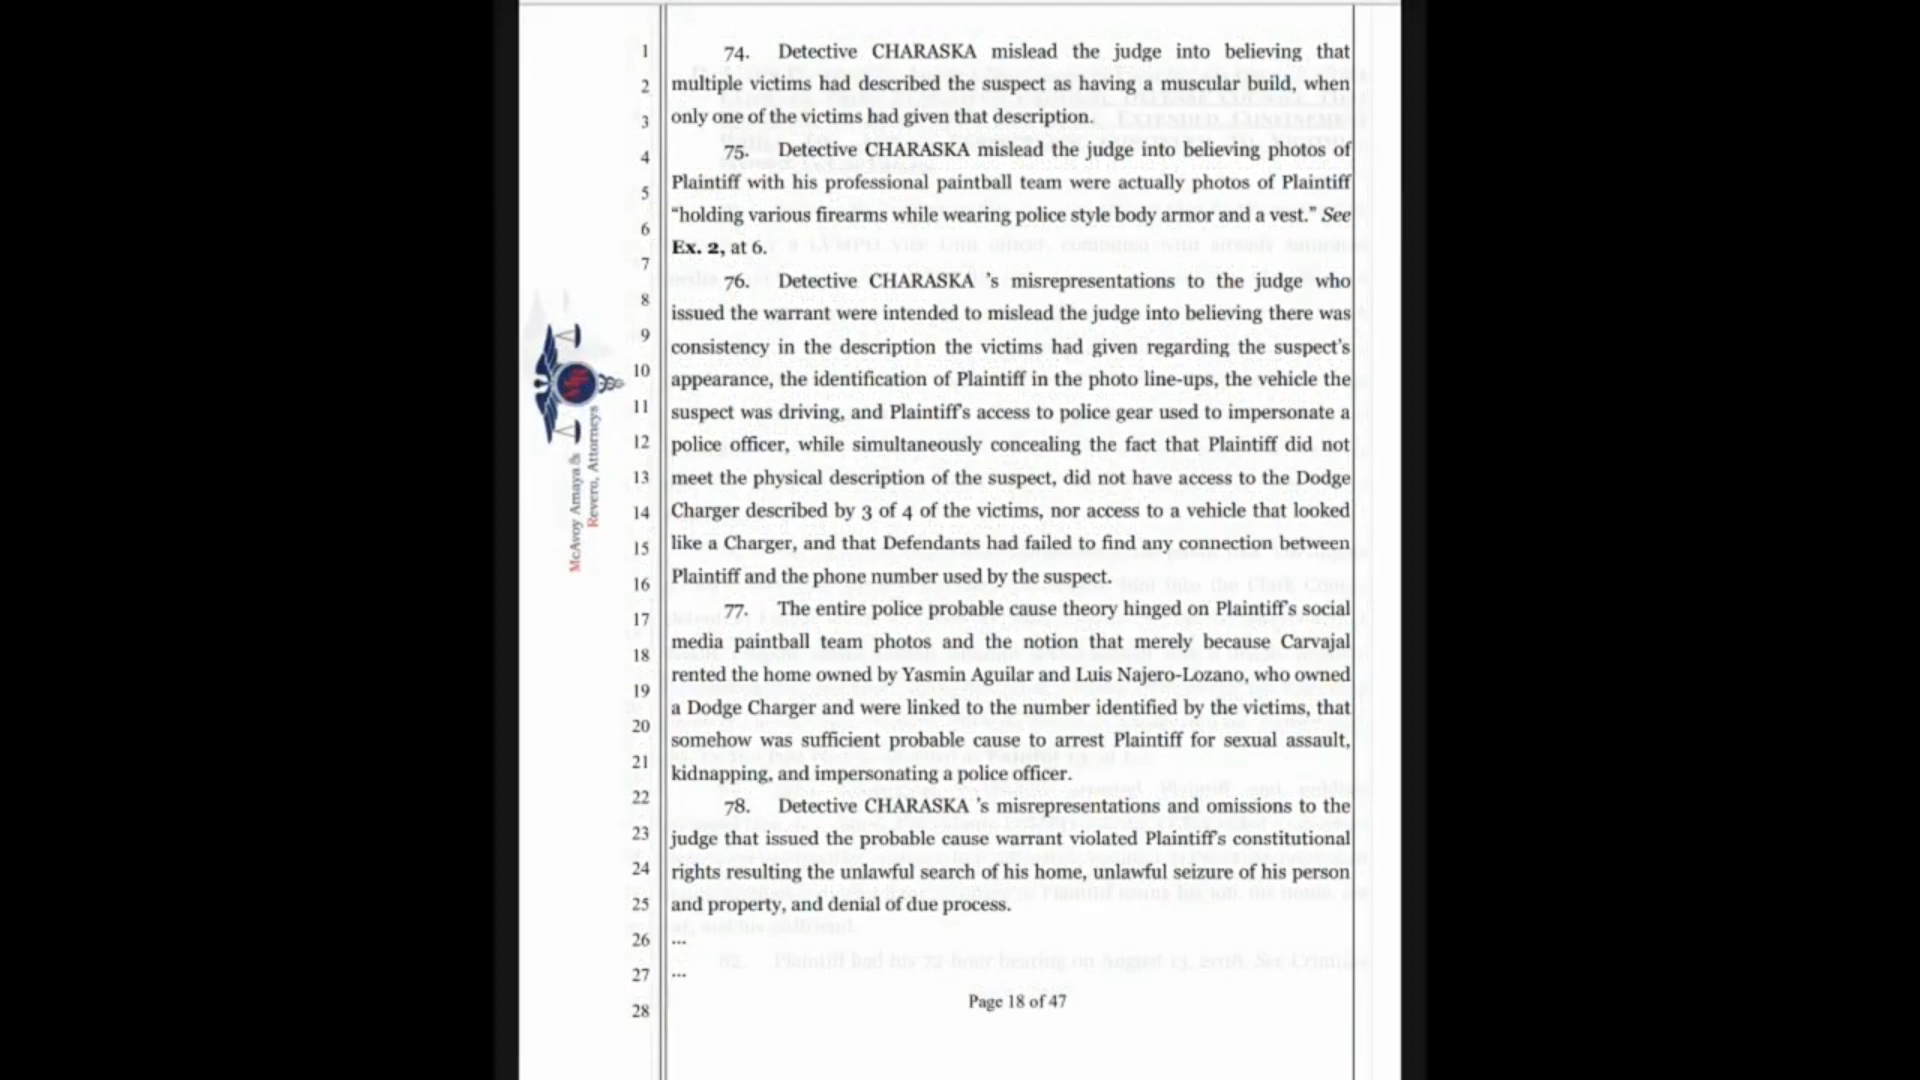 1 74. Detective CHARASKA mislead the judge into believing that
2 multiple victims had described the suspect as having a muscular build, when
3 only one of the victims had given that description.
4 75. Detective CHARASKA mislead the judge into believing photos of
5 Plaintiff with his professional paintball team were actually photos of Plaintiff
6 “holding various firearms while wearing police style body armor and a vest.” See
7 Ex. 2, at 6.
8 76. Detective CHARASKA 's misrepresentations to the judge who
9 issued the warrant were intended to mislead the judge into believing there was
10 consistency in the description the victims had given regarding the suspect's
11 appearance, the identification of Plaintiff in the photo line-ups, the vehicle the
12 suspect was driving, and Plaintiff's access to police gear used to impersonate a
13 police officer, while simultaneously concealing the fact that Plaintiff did not
14 meet the physical description of the suspect, did not have access to the Dodge
15 Charger described by 3 of 4 of the victims, nor access to a vehicle that looked
16 like a Charger, and that Defendants had failed to find any connection between
17 Plaintiff and the phone number used by the suspect.
18 77. The entire police probable cause theory hinged on Plaintiff's social
19 media paintball team photos and the notion that merely because Carvajal
20 rented the home owned by Yasmin Aguilar and Luis Najero-Lozano, who owned
21 a Dodge Charger and were linked to the number identified by the victims, that
22 somehow was sufficient probable cause to arrest Plaintiff for sexual assault,
23 kidnapping, and impersonating a police officer.
24 78. Detective CHARASKA 's misrepresentations and omissions to the
25 judge that issued the probable cause warrant violated Plaintiff's constitutional
26 rights resulting the unlawful search of his home, unlawful seizure of his person
27 and property, and denial of due process.
28 ...
...
Page 18 of 47
McAvoy Amaya &
Revero, Attorneys